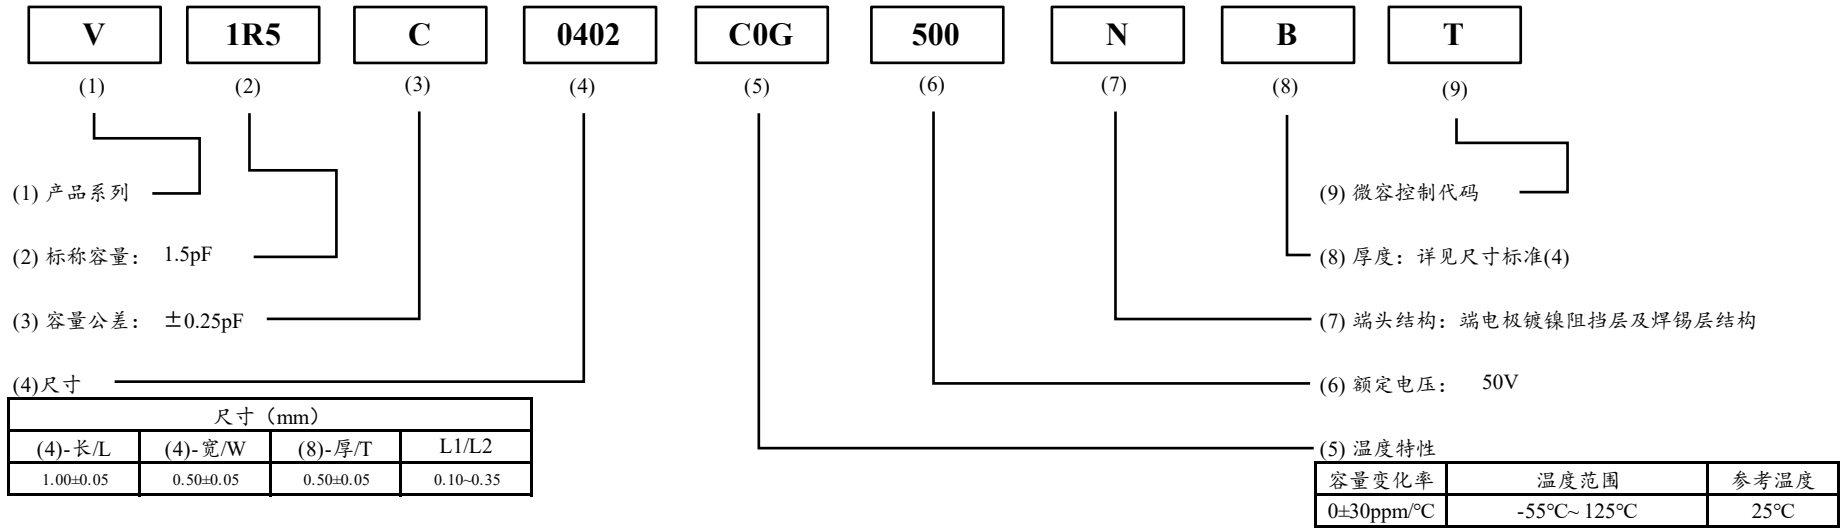 V 1R5 C 0402 C0G 500 N B T
(1) (2) (3) (4) (5) (6) (7) (8) (9)
(1) 产品系列
(9) 微容控制代码
(2) 标称容量： 1.5pF
(8) 厚度：详见尺寸标准(4)
(3) 容量公差： ±0.25pF
(7) 端头结构：端电极镀镍阻挡层及焊锡层结构
(4)尺寸
(6) 额定电压： 50V
尺寸（mm）
(4)-长/L (4)-宽/W (8)-厚/T L1/L2
1.00±0.05 0.50±0.05 0.50±0.05 0.10~0.35
(5) 温度特性
容量变化率 温度范围 参考温度
0±30ppm/°C -55°C~ 125°C 25°C